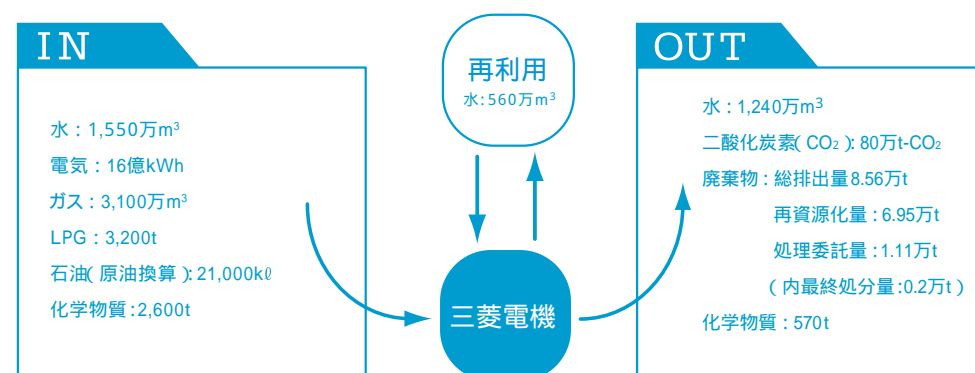 IN
水：1,550万m³
電気：16億kWh
ガス：3,100万m³
LPG：3,200t
石油（原油換算）：21,000kℓ
化学物質：2,600t
再利用
水：560万m³
三菱電機
OUT
水：1,240万m³
二酸化炭素（CO₂）：80万t-CO₂
廃棄物：総排出量8.56万t
再資源化量：6.95万t
処理委託量：1.11万t
（内最終処分量：0.2万t）
化学物質：570t